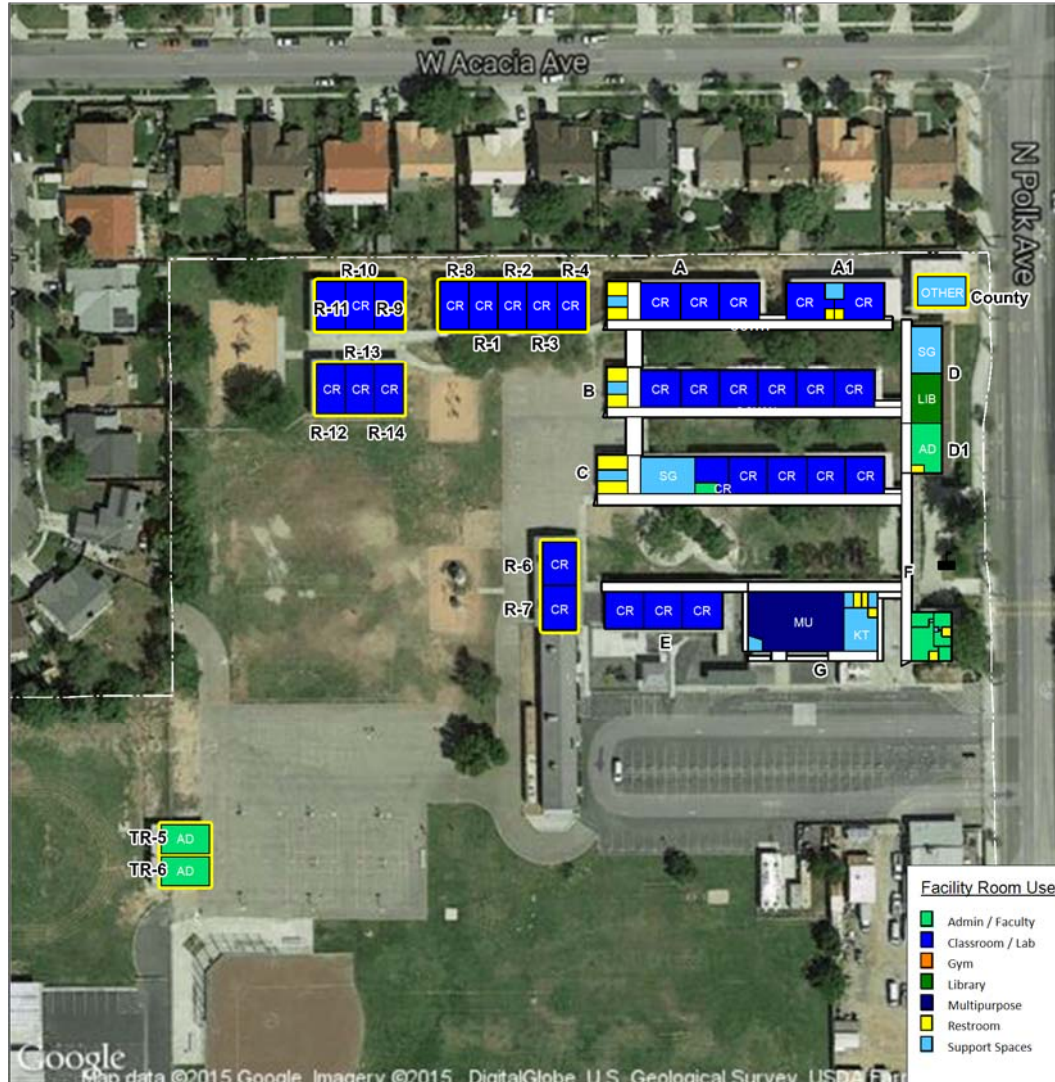 W Acacia Ave
N Polk Ave
R-10
R-8
R-2
R-4
A
A1
R-11
CR
R-9
CR
CR
CR
CR
CR
CR
CR
CR
CR
CR
OTHER
County
R-1
R-3
SG
D
R-13
CR
CR
CR
B
CR
CR
CR
CR
CR
CR
LIB
R-12
R-14
AD
D1
C
SG
CR
CR
CR
CR
CR
R-6
CR
F
R-7
CR
CR
CR
CR
MU
KT
E
G
TR-5
AD
TR-6
AD
Facility Room Use
Admin / Faculty
Classroom / Lab
Gym
Library
Multipurpose
Restroom
Support Spaces
Google
Map data ©2015 Google, Imagery ©2015, DigitalGlobe, U.S. Geological Survey, USDA Farm